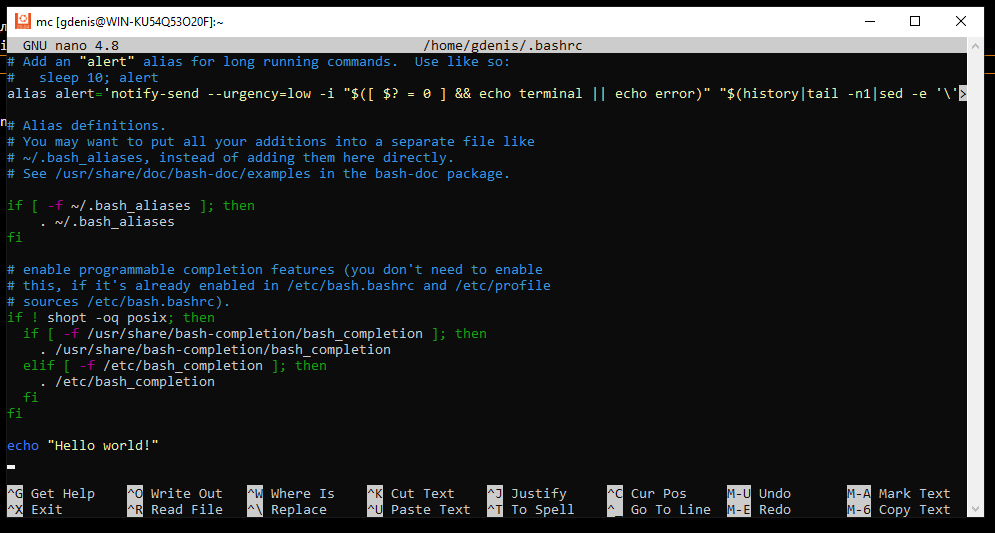 mc [gdenis@WIN-KU54Q53O20F]:~
GNU nano 4.8 /home/gdenis/.bashrc
# Add an "alert" alias for long running commands.  Use like so:
#   sleep 10; alert
alias alert='notify-send --urgency=low -i "$([ $? = 0 ] && echo terminal || echo error)" "$(history|tail -n1|sed -e '\'>
# Alias definitions.
# You may want to put all your additions into a separate file like
# ~/.bash_aliases, instead of adding them here directly.
# See /usr/share/doc/bash-doc/examples in the bash-doc package.
if [ -f ~/.bash_aliases ]; then
    . ~/.bash_aliases
fi
# enable programmable completion features (you don't need to enable
# this, if it's already enabled in /etc/bash.bashrc and /etc/profile
# sources /etc/bash.bashrc).
if ! shopt -oq posix; then
  if [ -f /usr/share/bash-completion/bash_completion ]; then
    . /usr/share/bash-completion/bash_completion
  elif [ -f /etc/bash_completion ]; then
    . /etc/bash_completion
  fi
fi
echo "Hello world!"
^G Get Help ^O Write Out ^W Where Is ^K Cut Text ^J Justify ^C Cur Pos M-U Undo M-A Mark Text
^X Exit ^R Read File ^\ Replace ^U Paste Text ^T To Spell ^_ Go To Line M-E Redo M-6 Copy Text